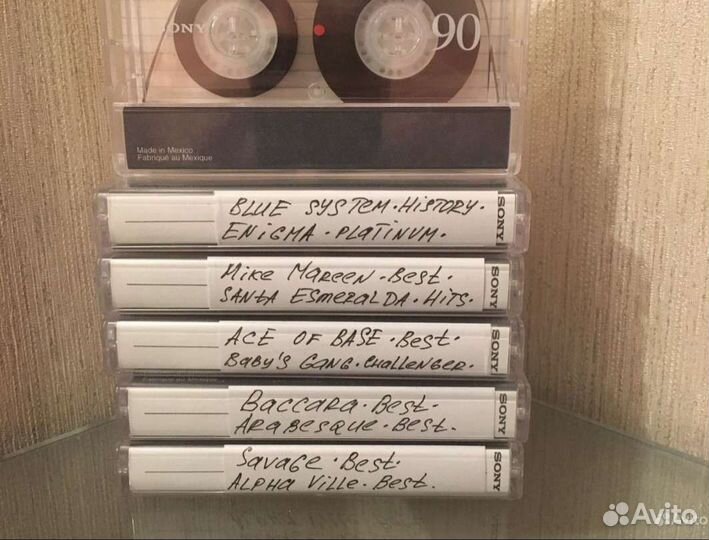 SONY
90
Made in Mexico
Fabriqué au Mexique
BLUE SYSTEM·HISTORY·
ENIGMA·PLATINUM·
SONY
MIKE MAREEN·BEST·
SANTA ESMERALDA·HITS·
SONY
ACE OF BASE·BEST·
BABY'S GANG·CHALLENGER·
SONY
BACCARA·BEST·
ARABESQUE·BEST.
SONY
SAVAGE·BEST·
ALPHA VILLE·BEST.
SONY
Avito